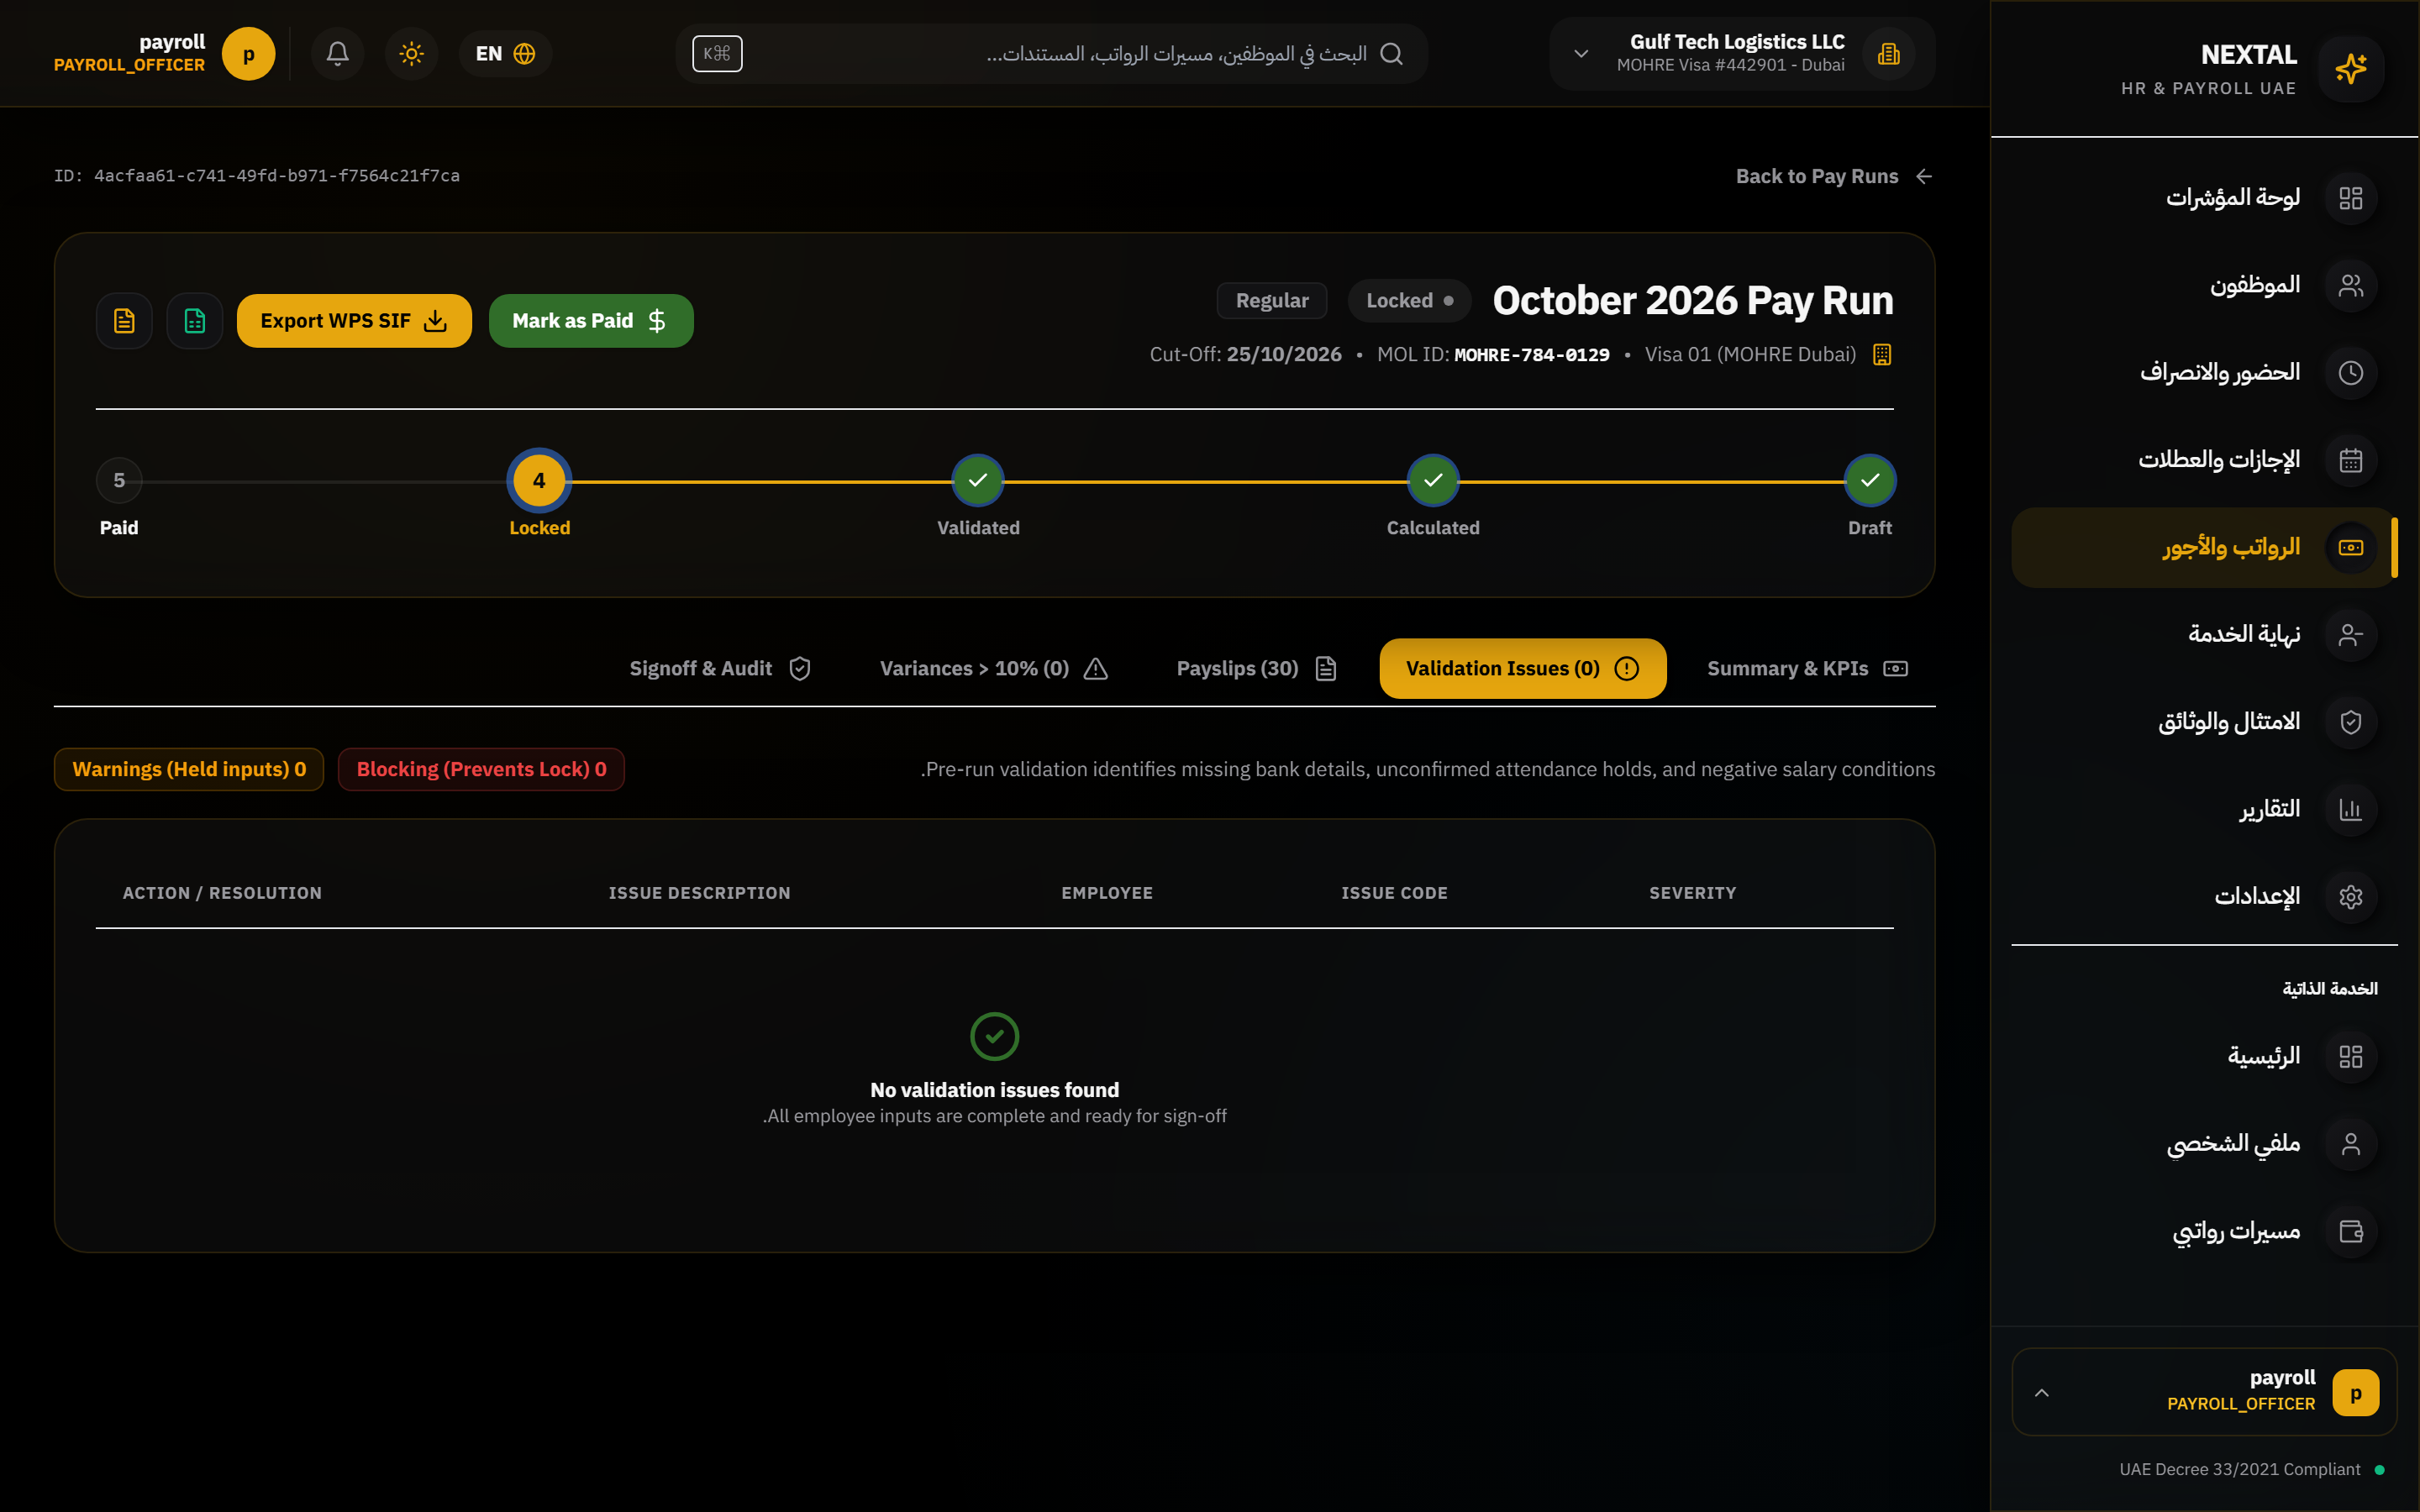 NEXTAL
HR & PAYROLL UAE
لوحة المؤشرات
الموظفون
الحضور والانصراف
الإجازات والعطلات
الرواتب والأجور
نهاية الخدمة
الامتثال والوثائق
التقارير
الإعدادات
الخدمة الذاتية
الرئيسية
ملفي الشخصي
مسيرات رواتبي
p
payroll
PAYROLL_OFFICER
UAE Decree 33/2021 Compliant
Gulf Tech Logistics LLC
MOHRE Visa #442901 - Dubai
البحث في الموظفين، مسيرات الرواتب، المستندات...
K⌘
EN
p
payroll
PAYROLL_OFFICER
Back to Pay Runs
ID: 4acfaa61-c741-49fd-b971-f7564c21f7ca
October 2026 Pay Run
Locked
Regular
Visa 01 (MOHRE Dubai) • MOL ID: MOHRE-784-0129 • Cut-Off: 25/10/2026
Mark as Paid
Export WPS SIF
Draft
Calculated
Validated
4
Locked
5
Paid
Summary & KPIs
Validation Issues (0)
Payslips (30)
Variances > 10% (0)
Signoff & Audit
.Pre-run validation identifies missing bank details, unconfirmed attendance holds, and negative salary conditions
Blocking (Prevents Lock) 0
Warnings (Held inputs) 0
SEVERITY
ISSUE CODE
EMPLOYEE
ISSUE DESCRIPTION
ACTION / RESOLUTION
No validation issues found
.All employee inputs are complete and ready for sign-off